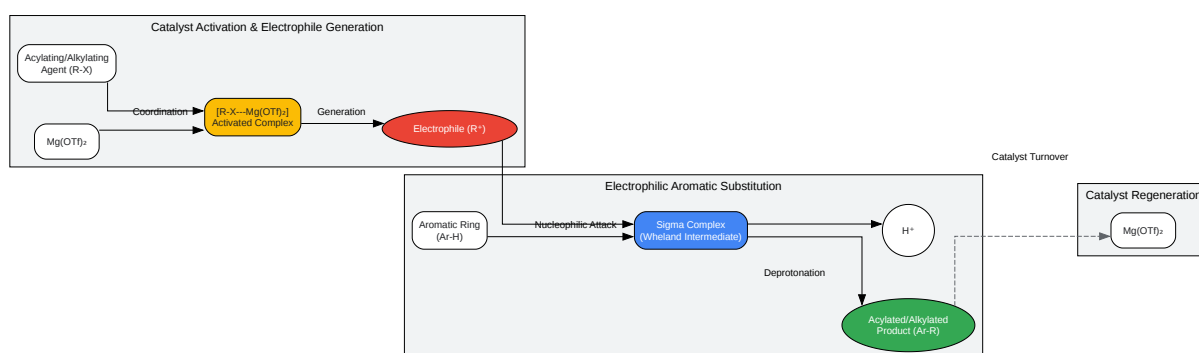 Catalyst Activation & Electrophile Generation
Acylating/Alkylating
Agent (R-X)
Coordination
[R-X---Mg(OTf)₂]
Activated Complex
Generation
Electrophile (R⁺)
Mg(OTf)₂
Catalyst Turnover
Electrophilic Aromatic Substitution
Catalyst Regeneration
Aromatic Ring
(Ar-H)
Nucleophilic Attack
Sigma Complex
(Wheland Intermediate)
H⁺
Mg(OTf)₂
Deprotonation
Acylated/Alkylated
Product (Ar-R)